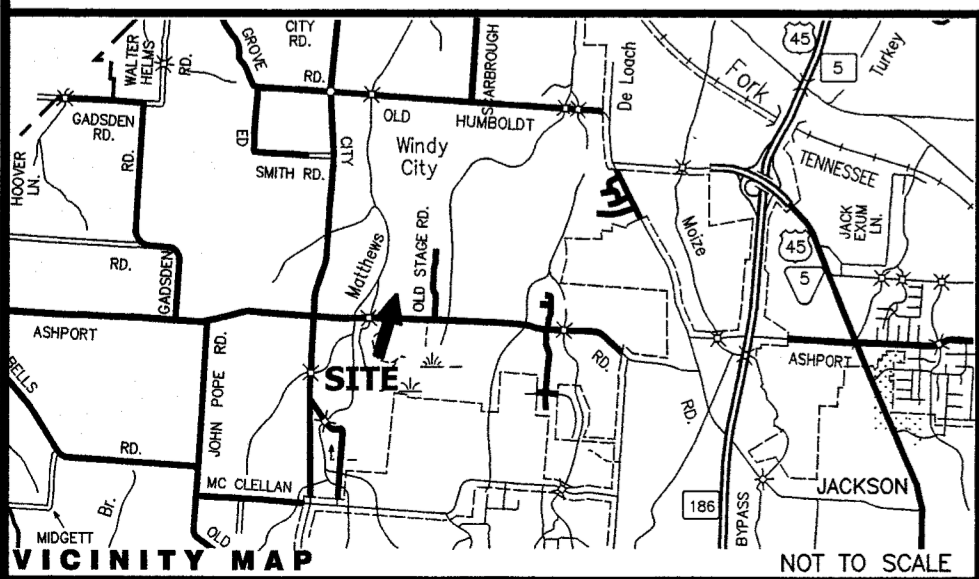 WALTER
HELMS
RD.
GROVE
CITY
RD.
RD.
SCARBROUGH
De Loach
45
5
Turkey
Fork
GADSDEN
RD.
RD.
HOOVER
LN.
ED
SMITH RD.
CITY
OLD
HUMBOLDT
Windy
City
TENNESSEE
JACK
EXUM
LN.
Moize
45
5
RD.
GADSDEN
Matthews
OLD STAGE RD.
ASHPORT
JOHN POPE RD.
SITE
RD.
ASHPORT
BELLS
RD.
RD.
MC CLELLAN
Br.
MIDGETT
OLD
186
BYPASS
JACKSON
VICINITY MAP
NOT TO SCALE